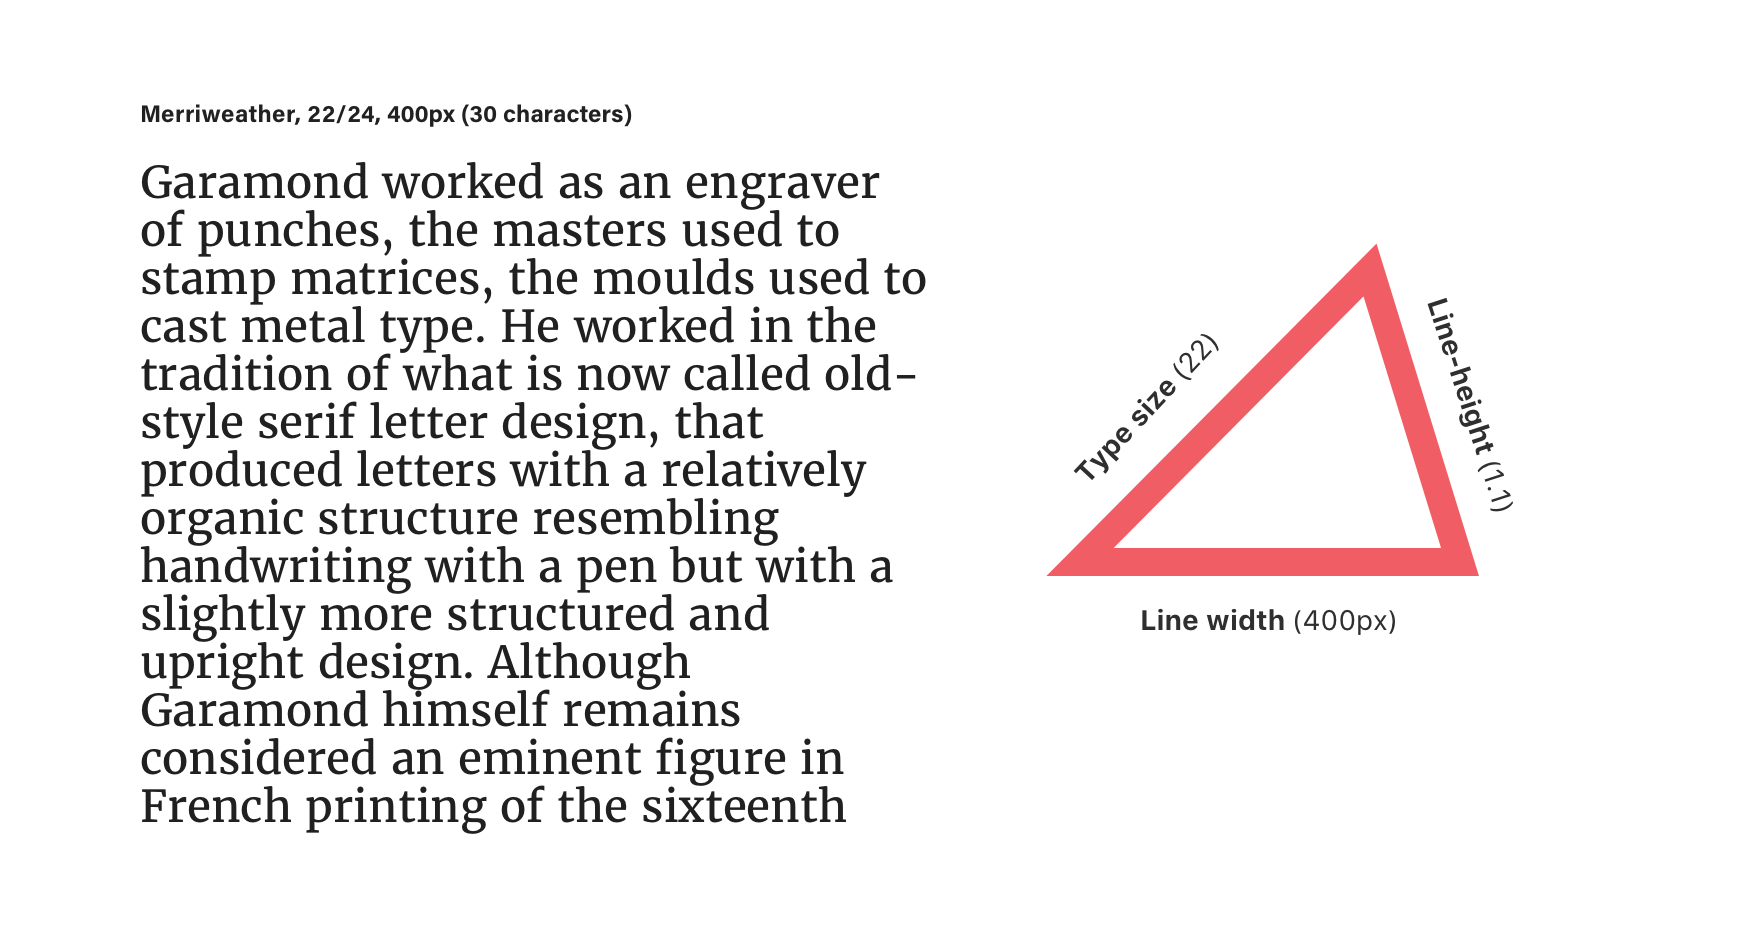 Merriweather, 22/24, 400px (30 characters)
Garamond worked as an engraver
of punches, the masters used to
stamp matrices, the moulds used to
cast metal type. He worked in the
tradition of what is now called old-
style serif letter design, that
produced letters with a relatively
organic structure resembling
handwriting with a pen but with a
slightly more structured and
upright design. Although
Garamond himself remains
considered an eminent figure in
French printing of the sixteenth
Type size (22)
Line-height (1.1)
Line width (400px)